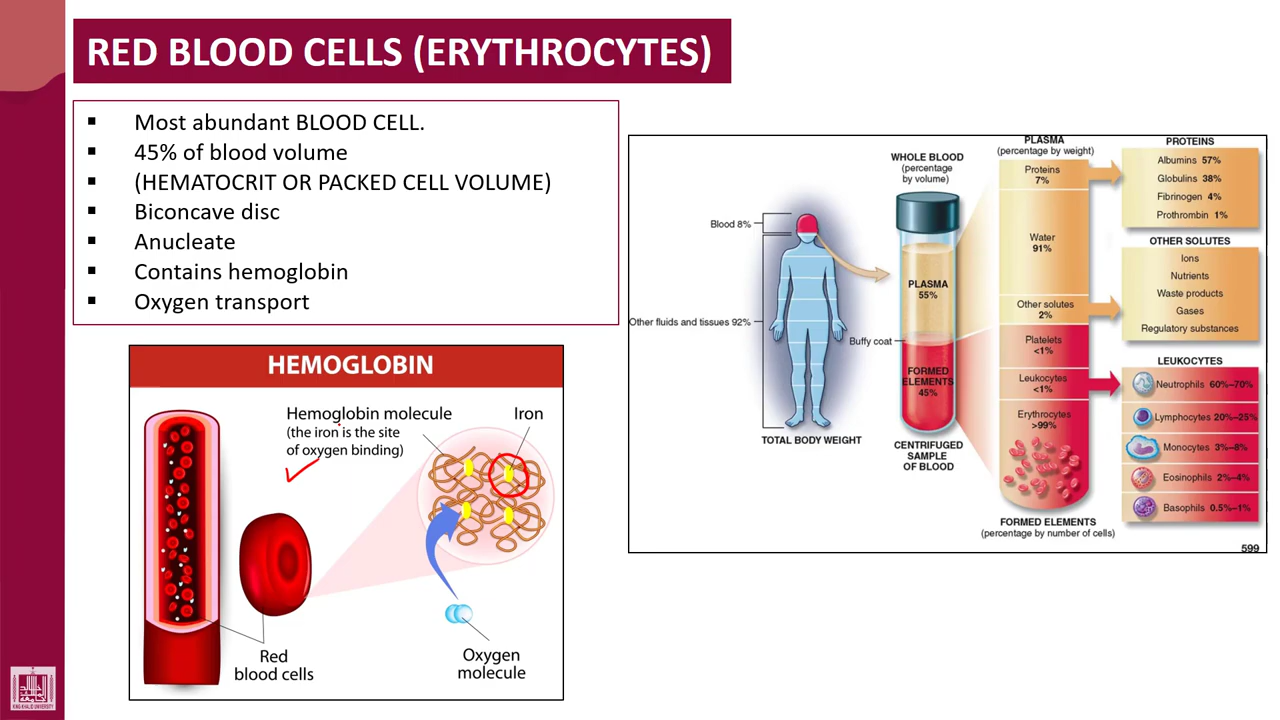 RED BLOOD CELLS (ERYTHROCYTES)
▪ Most abundant BLOOD CELL.
▪ 45% of blood volume
▪ (HEMATOCRIT OR PACKED CELL VOLUME)
▪ Biconcave disc
▪ Anucleate
▪ Contains hemoglobin
▪ Oxygen transport
HEMOGLOBIN
Hemoglobin molecule
(the iron is the site
of oxygen binding)
Iron
Red
blood cells
Oxygen
molecule
Blood 8%
Other fluids and tissues 92%
TOTAL BODY WEIGHT
WHOLE BLOOD
(percentage
by volume)
PLASMA
55%
Buffy coat
FORMED
ELEMENTS
45%
CENTRIFUGED
SAMPLE
OF BLOOD
PLASMA
(percentage by weight)
Proteins
7%
Water
91%
Other solutes
2%
Platelets
<1%
Leukocytes
<1%
Erythrocytes
>99%
FORMED ELEMENTS
(percentage by number of cells)
PROTEINS
Albumins 57%
Globulins 38%
Fibrinogen 4%
Prothrombin 1%
OTHER SOLUTES
Ions
Nutrients
Waste products
Gases
Regulatory substances
LEUKOCYTES
Neutrophils 60%–70%
Lymphocytes 20%–25%
Monocytes 3%–8%
Eosinophils 2%–4%
Basophils 0.5%–1%
599
KING KHALID UNIVERSITY